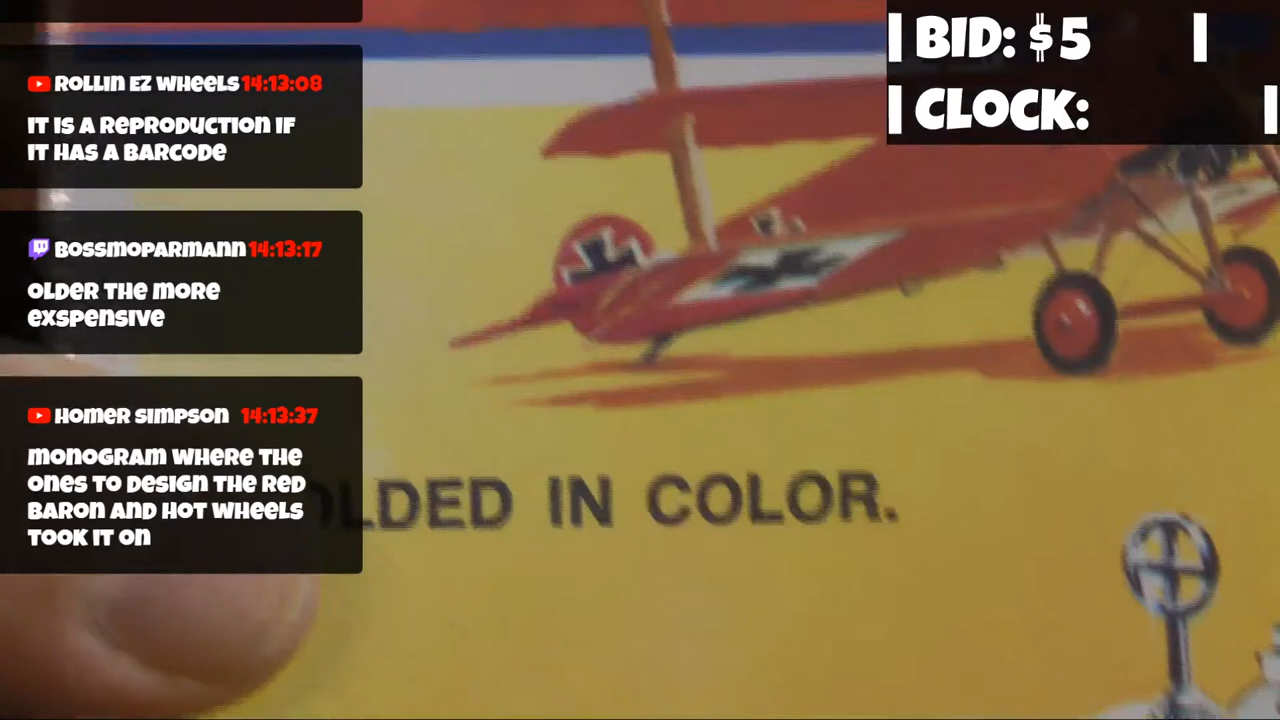 ROLLIN EZ WHEELS 14:13:08
IT IS A REPRODUCTION IF
IT HAS A BARCODE
BOSSMOPARMANN 14:13:17
OLDER THE MORE
EXSPENSIVE
HOMER SIMPSON 14:13:37
MONOGRAM WHERE THE
ONES TO DESIGN THE RED
BARON AND HOT WHEELS
TOOK IT ON
| BID: $5 |
| CLOCK: |
OLDED IN COLOR.